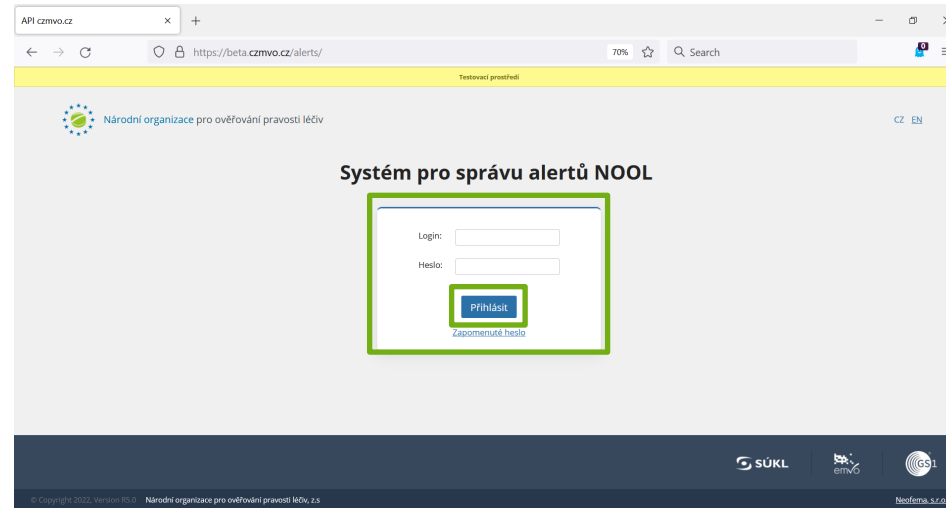 API czmvo.cz
https://beta.czmvo.cz/alerts/
70%
Search
0
Testovací prostředí
Národní organizace pro ověřování pravosti léčiv
CZ EN
Systém pro správu alertů NOOL
Login:
Heslo:
Přihlásit
Zapomenuté heslo
SÚKL
emvo
GS1
© Copyright 2022, Version R5.0 Národní organizace pro ověřování pravosti léčiv, z.s
Neofema, s.r.o